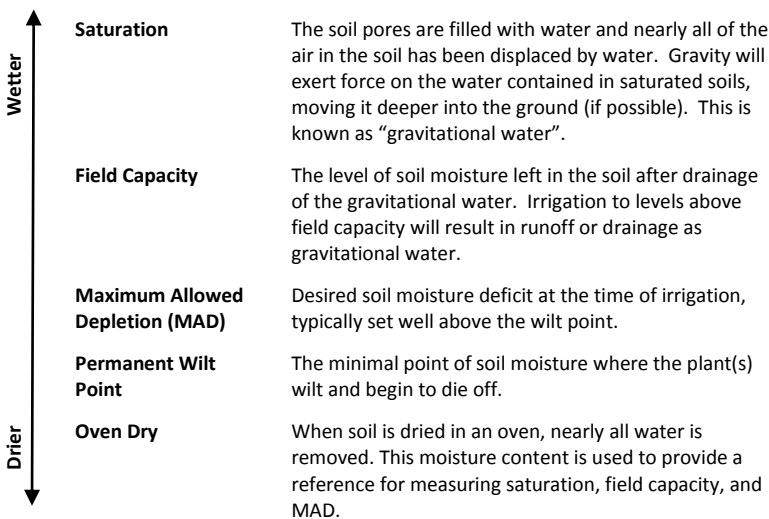 Wetter
Saturation
The soil pores are filled with water and nearly all of the
air in the soil has been displaced by water.  Gravity will
exert force on the water contained in saturated soils,
moving it deeper into the ground (if possible).  This is
known as “gravitational water”.
Field Capacity
The level of soil moisture left in the soil after drainage
of the gravitational water.  Irrigation to levels above
field capacity will result in runoff or drainage as
gravitational water.
Maximum Allowed
Depletion (MAD)
Desired soil moisture deficit at the time of irrigation,
typically set well above the wilt point.
Permanent Wilt
Point
The minimal point of soil moisture where the plant(s)
wilt and begin to die off.
Drier
Oven Dry
When soil is dried in an oven, nearly all water is
removed. This moisture content is used to provide a
reference for measuring saturation, field capacity, and
MAD.